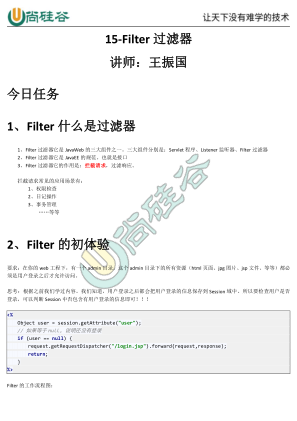 尚硅谷
让天下没有难学的技术
15-Filter 过滤器
讲师：王振国
今日任务
1、Filter 什么是过滤器
1、Filter 过滤器它是 JavaWeb 的三大组件之一。三大组件分别是：Servlet 程序、Listener 监听器、Filter 过滤器
2、Filter 过滤器它是 JavaEE 的规范。也就是接口
3、Filter 过滤器它的作用是：拦截请求，过滤响应。
拦截请求常见的应用场景有：
1、权限检查
2、日记操作
3、事务管理
……等等
2、Filter 的初体验
要求：在你的 web 工程下，有一个 admin 目录。这个 admin 目录下的所有资源（html 页面、jpg 图片、jsp 文件、等等）都必
须是用户登录之后才允许访问。
思考：根据之前我们学过内容。我们知道，用户登录之后都会把用户登录的信息保存到 Session 域中。所以要检查用户是否
登录，可以判断 Session 中否包含有用户登录的信息即可！！！
<%
Object user = session.getAttribute("user");
// 如果等于 null，说明还没有登录
if (user == null) {
request.getRequestDispatcher("/login.jsp").forward(request,response);
return;
}
%>
Filter 的工作流程图：